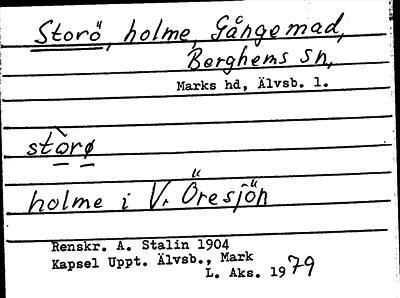 Storö, holme, Gångemad,
Berghems sn,
Marks hd, Älvsb. l.
stòrø
holme i V. Öresjön
Renskr. A. Stalin 1904
Kapsel Uppt. Älvsb., Mark
L. Aks. 1979